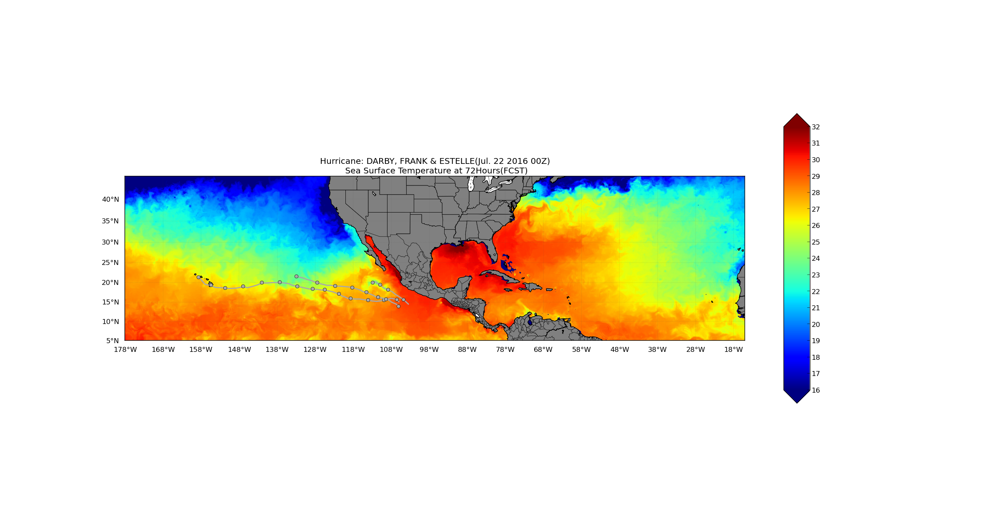 Hurricane: DARBY, FRANK & ESTELLE(Jul. 22 2016 00Z)
Sea Surface Temperature at 72Hours(FCST)
40°N
35°N
30°N
25°N
20°N
15°N
10°N
5°N
178°W 168°W 158°W 148°W 138°W 128°W 118°W 108°W 98°W 88°W 78°W 68°W 58°W 48°W 38°W 28°W 18°W
32
31
30
29
28
27
26
25
24
23
22
21
20
19
18
17
16